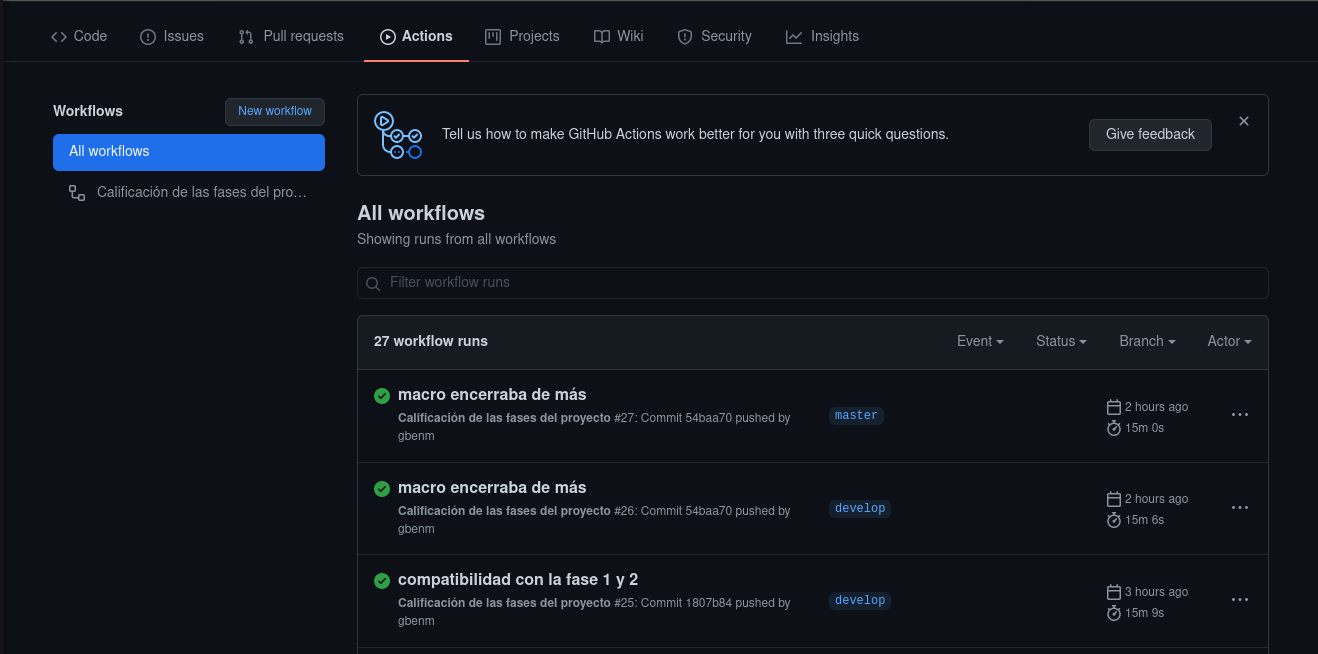 Code Issues Pull requests Actions Projects Wiki Security Insights
Workflows
New workflow
All workflows
Calificación de las fases del pro…
Tell us how to make GitHub Actions work better for you with three quick questions.
Give feedback
All workflows
Showing runs from all workflows
Filter workflow runs
27 workflow runs
Event Status Branch Actor
macro encerraba de más
Calificación de las fases del proyecto #27: Commit 54baa70 pushed by
gbenm
master
2 hours ago
15m 0s
macro encerraba de más
Calificación de las fases del proyecto #26: Commit 54baa70 pushed by
gbenm
develop
2 hours ago
15m 6s
compatibilidad con la fase 1 y 2
Calificación de las fases del proyecto #25: Commit 1807b84 pushed by
gbenm
develop
3 hours ago
15m 9s